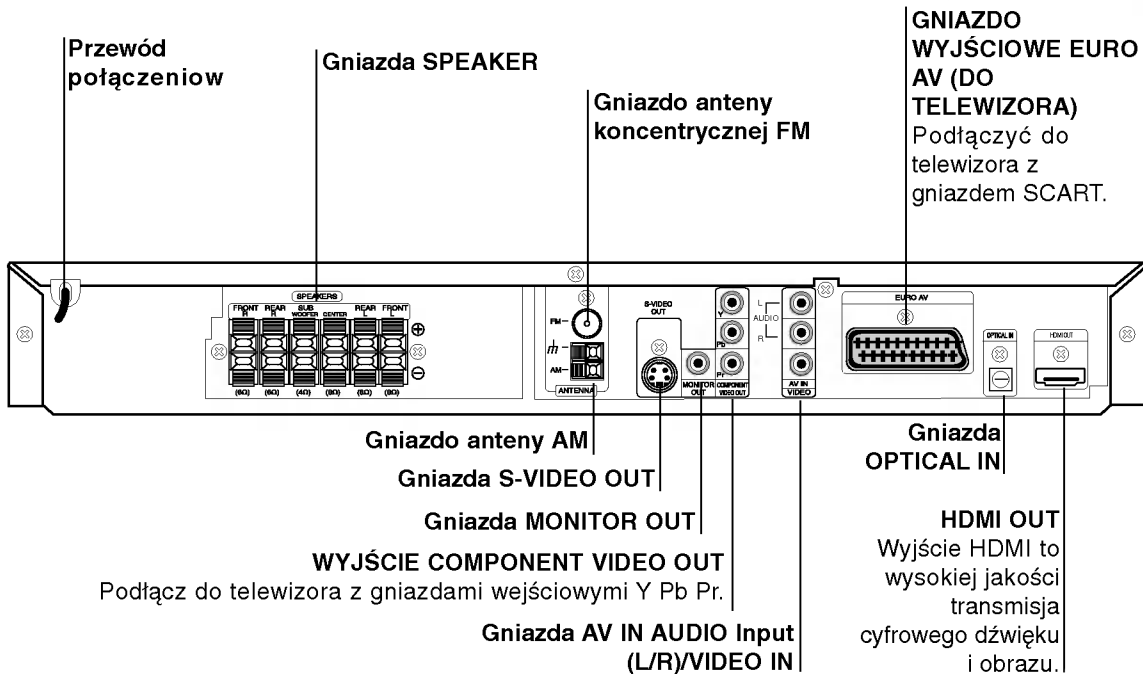 Przewód
połączeniow
Gniazda SPEAKER
Gniazdo anteny
koncentrycznej FM
GNIAZDO
WYJŚCIOWE EURO
AV (DO
TELEWIZORA)
Podłączyć do
telewizora z
gniazdem SCART.
SPEAKERS
FRONT R
REAR R
SUB WOOFER
CENTER
REAR L
FRONT
(6Ω) (6Ω) (4Ω) (8Ω) (6Ω) (8Ω)
FM
AM
ANTENNA
S-VIDEO
OUT
MONITOR
OUT
Y
Pb
Pr
COMPONENT
VIDEO OUT
L
AUDIO
R
AV IN
VIDEO
EURO AV
OPTICAL IN
HDMI OUT
Gniazdo anteny AM
Gniazda S-VIDEO OUT
Gniazda MONITOR OUT
WYJŚCIE COMPONENT VIDEO OUT
Podłącz do telewizora z gniazdami wejściowymi Y Pb Pr.
Gniazda AV IN AUDIO Input
(L/R)/VIDEO IN
Gniazda
OPTICAL IN
HDMI OUT
Wyjście HDMI to
wysokiej jakości
transmisja
cyfrowego dźwięku
i obrazu.